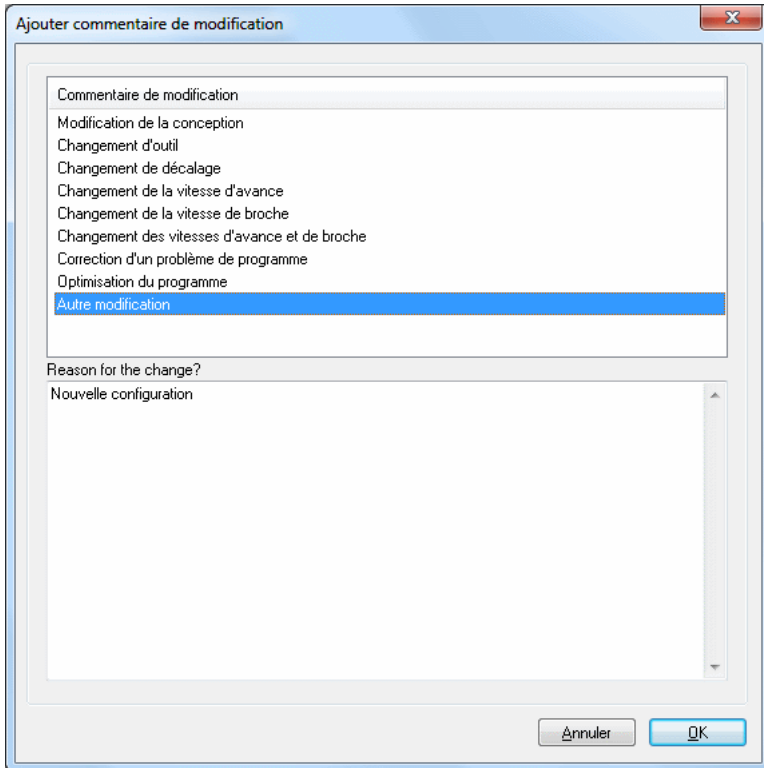 Ajouter commentaire de modification
Commentaire de modification
Modification de la conception
Changement d'outil
Changement de décalage
Changement de la vitesse d'avance
Changement de la vitesse de broche
Changement des vitesses d'avance et de broche
Correction d'un problème de programme
Optimisation du programme
Autre modification
Reason for the change?
Nouvelle configuration
Annuler
OK